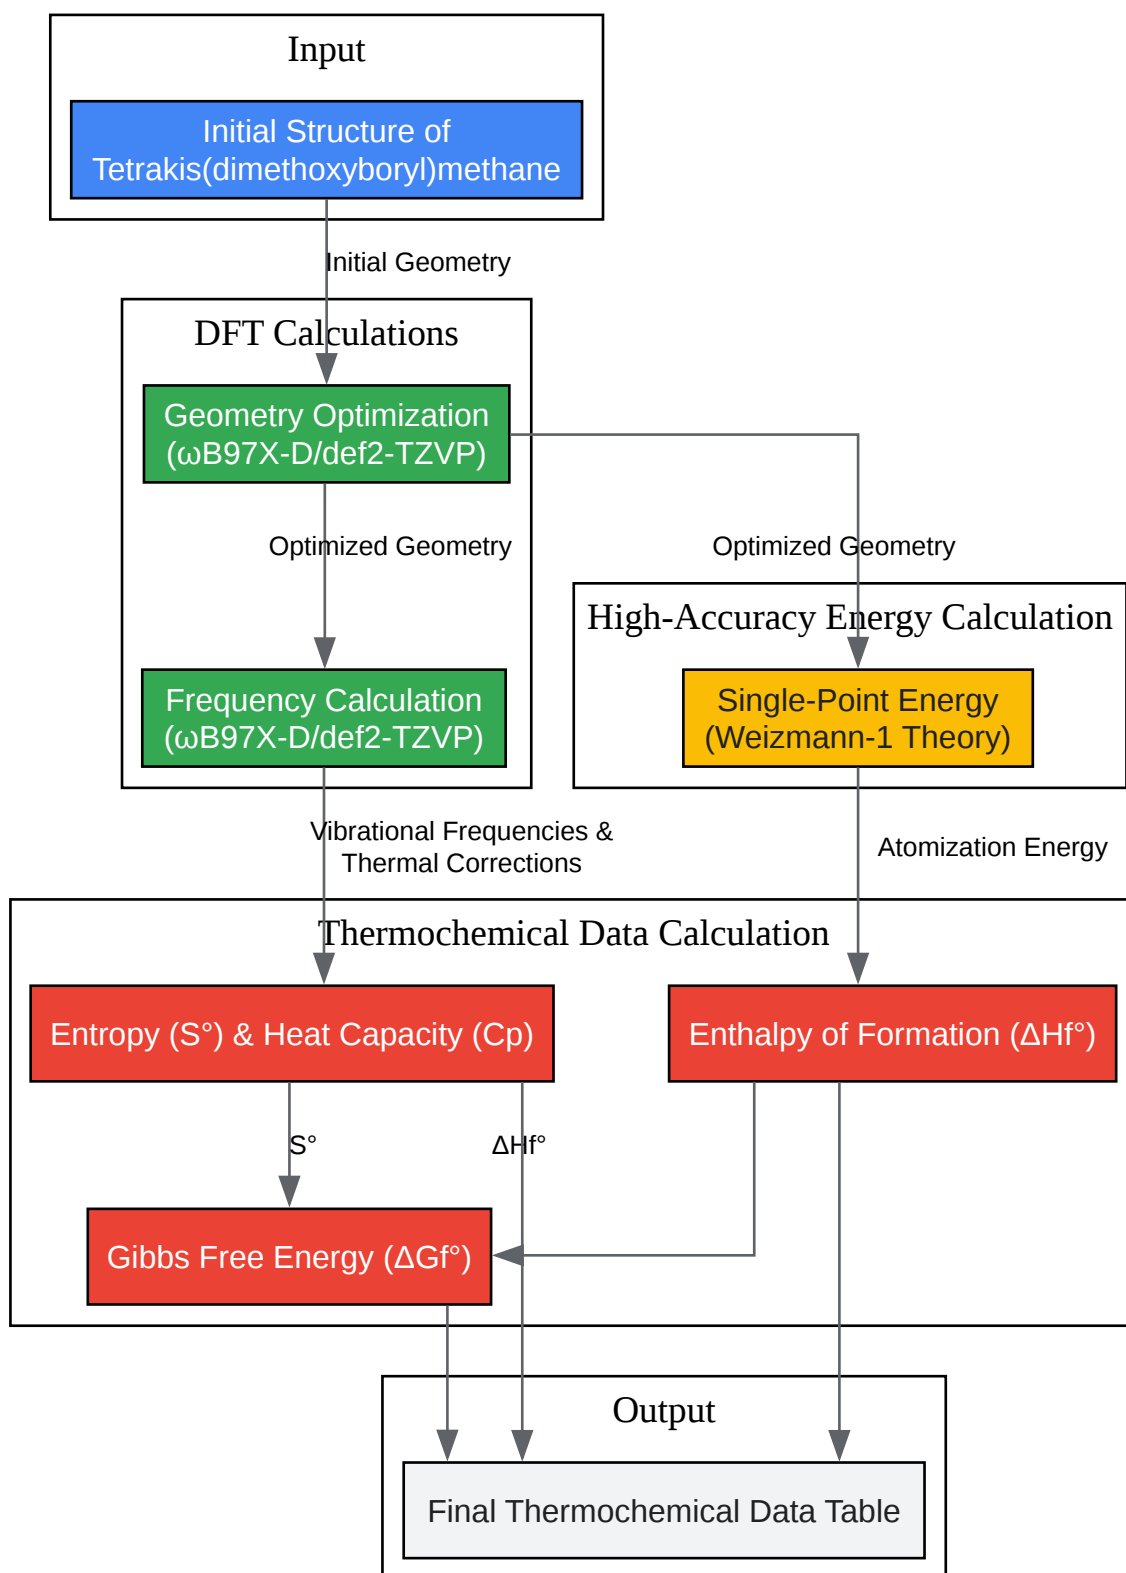 Input
Initial Structure of
Tetrakis(dimethoxyboryl)methane
Initial Geometry
DFT Calculations
Geometry Optimization
(ωB97X-D/def2-TZVP)
Optimized Geometry
Optimized Geometry
High-Accuracy Energy Calculation
Frequency Calculation
(ωB97X-D/def2-TZVP)
Single-Point Energy
(Weizmann-1 Theory)
Vibrational Frequencies &
Thermal Corrections
Atomization Energy
Thermochemical Data Calculation
Entropy (S°) & Heat Capacity (Cp)
Enthalpy of Formation (ΔHf°)
S°
ΔHf°
Gibbs Free Energy (ΔGf°)
Output
Final Thermochemical Data Table